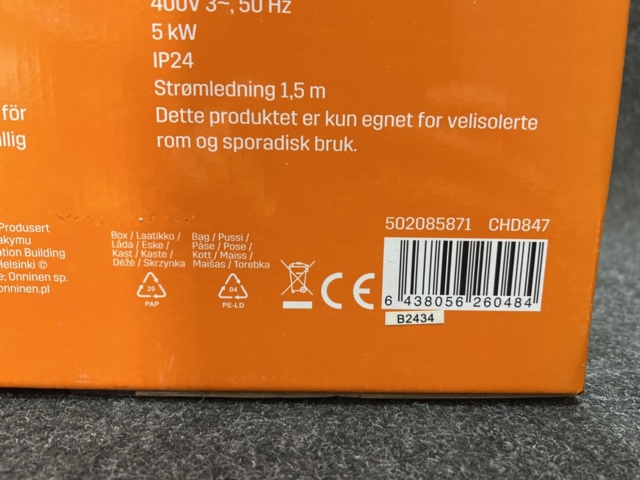 400V 3~, 50 Hz
5 kW
IP24
Strømledning 1,5 m
Dette produktet er kun egnet for velisolerte
rom og sporadisk bruk.
för
llig
Produsert
akymu
ation Building
Helsinki ©
e; Onninen sp.
onninen.pl
Box / Laatikko /
Låda / Eske /
Kast / Kaste /
Dėžė / Skrzynka
20
PAP
Bag / Pussi /
Påse / Pose /
Kott / Maiss /
Maišas / Torebka
04
PE-LD
CE
502085871 CHD847
6 438056 260484
B2434